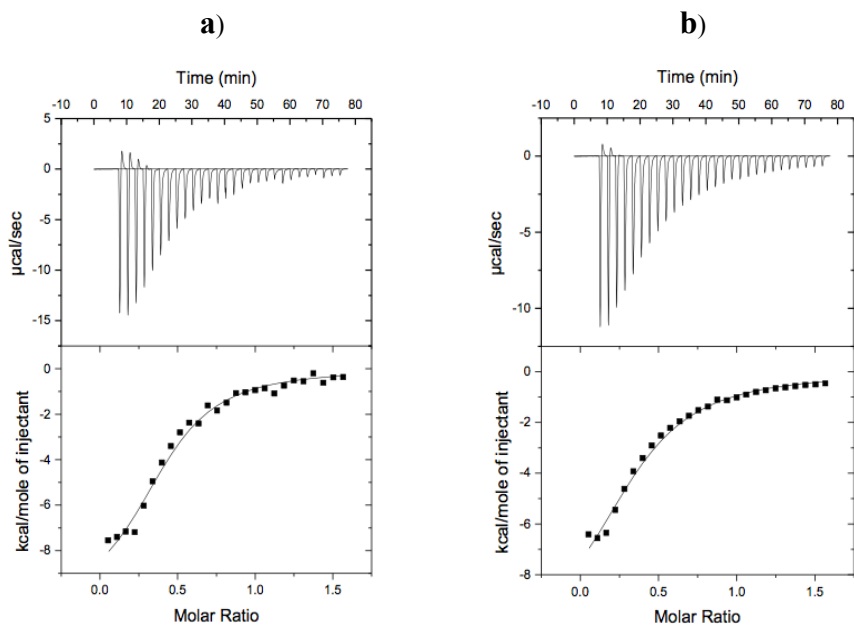 a)
Time (min)
-10 0 10 20 30 40 50 60 70 80
5
0
-5
-10
-15
µcal/sec
0
-2
-4
-6
-8
kcal/mole of injectant
0.0 0.5 1.0 1.5
Molar Ratio
b)
Time (min)
-10 0 10 20 30 40 50 60 70 80
0
-5
-10
µcal/sec
0
-2
-4
-6
-8
kcal/mole of injectant
0.0 0.5 1.0 1.5
Molar Ratio